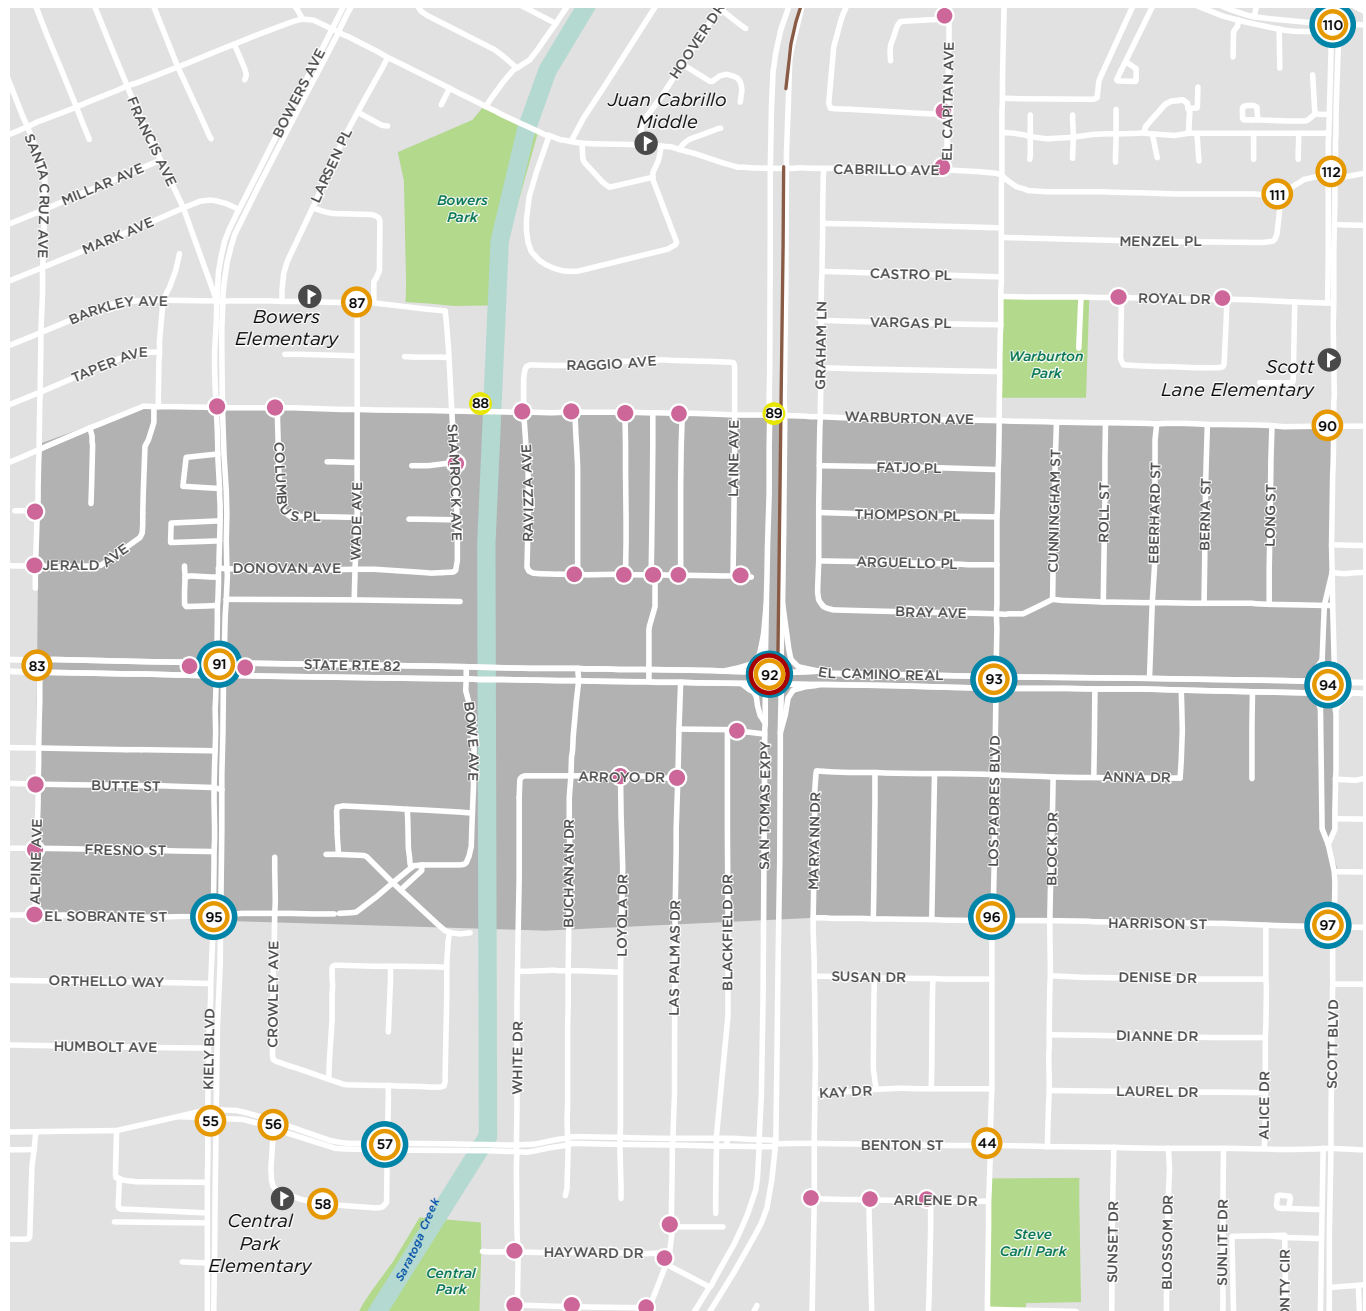 110
HOOVER DR
EL CAPITAN AVE
BOWERS AVE
FRANCIS AVE
Juan Cabrillo
Middle
SANTA CRUZ AVE
LARSEN PL
MILLAR AVE
CABRILLO AVE
112
111
Bowers
Park
MARK AVE
MENZEL PL
CASTRO PL
BARKLEY AVE
87
ROYAL DR
Bowers
Elementary
VARGAS PL
GRAHAM LN
Warburton
Park
Scott
Lane Elementary
TAPER AVE
RAGGIO AVE
88
89
WARBURTON AVE
90
COLUMBUS PL
SHAMROCK AVE
RAVIZZA AVE
LAINE AVE
FATJO PL
CUNNINGHAM ST
ROLL ST
EBERHARD ST
BERNA ST
LONG ST
WADE AVE
THOMPSON PL
JERALD AVE
DONOVAN AVE
ARGUELLO PL
BRAY AVE
83
91
STATE RTE 82
92
EL CAMINO REAL
93
94
BOWE AVE
SAN TOMAS EXPY
LOS PADRES BLVD
BUTTE ST
ARROYO DR
ANNA DR
ALPINE AVE
FRESNO ST
BUCHANAN DR
MARYANN DR
BLOCK DR
LOYOLA DR
LAS PALMAS DR
BLACKFIELD DR
EL SOBRANTE ST
95
96
HARRISON ST
97
CROWLEY AVE
ORTHELLO WAY
SUSAN DR
DENISE DR
HUMBOLT AVE
KIELY BLVD
WHITE DR
DIANNE DR
SCOTT BLVD
KAY DR
LAUREL DR
ALICE DR
55
56
57
BENTON ST
44
58
ARLENE DR
Central
Park
Elementary
Saratoga Creek
HAYWARD DR
Central
Park
Steve
Carli Park
SUNSET DR
BLOSSOM DR
SUNLITE DR
ONTY CIR